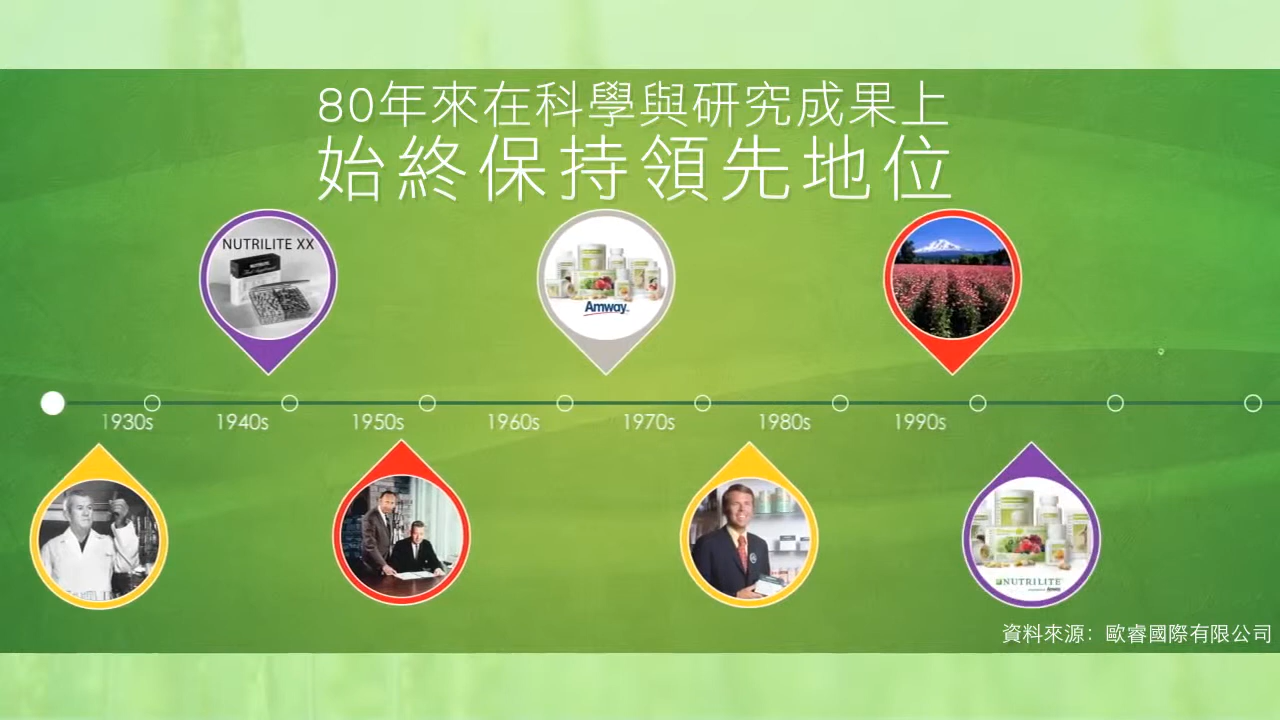 80年來在科學與研究成果上
始終保持領先地位
NUTRILITE XX
Amway
1930s
1940s
1950s
1960s
1970s
1980s
1990s
NUTRILITE
資料來源：歐睿國際有限公司